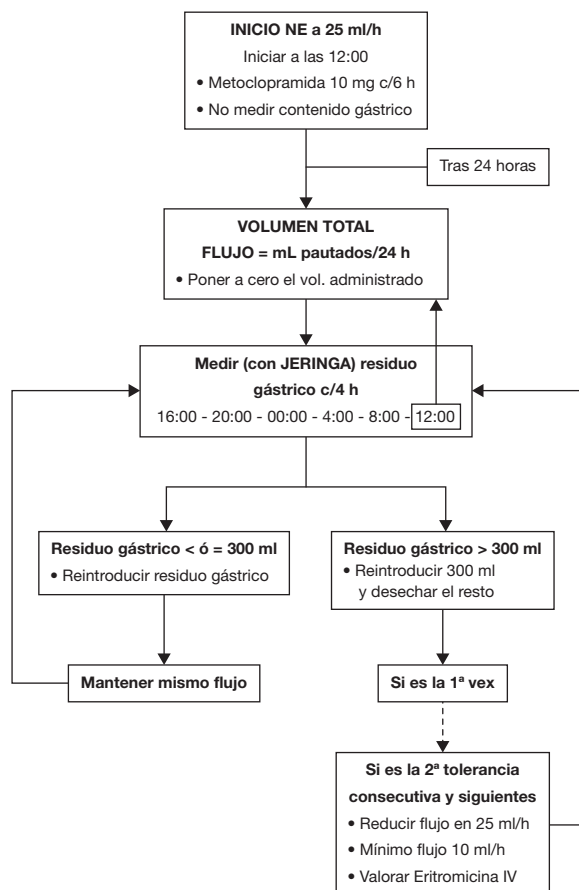 INICIO NE a 25 ml/h
Iniciar a las 12:00
• Metoclopramida 10 mg c/6 h
• No medir contenido gástrico
Tras 24 horas
VOLUMEN TOTAL
FLUJO = mL pautados/24 h
• Poner a cero el vol. administrado
Medir (con JERINGA) residuo
gástrico c/4 h
16:00 - 20:00 - 00:00 - 4:00 - 8:00 - 12:00
Residuo gástrico < ó = 300 ml
• Reintroducir residuo gástrico
Residuo gástrico > 300 ml
• Reintroducir 300 ml
y desechar el resto
Mantener mismo flujo
Si es la 1ª vex
Si es la 2ª tolerancia
consecutiva y siguientes
• Reducir flujo en 25 ml/h
• Mínimo flujo 10 ml/h
• Valorar Eritromicina IV